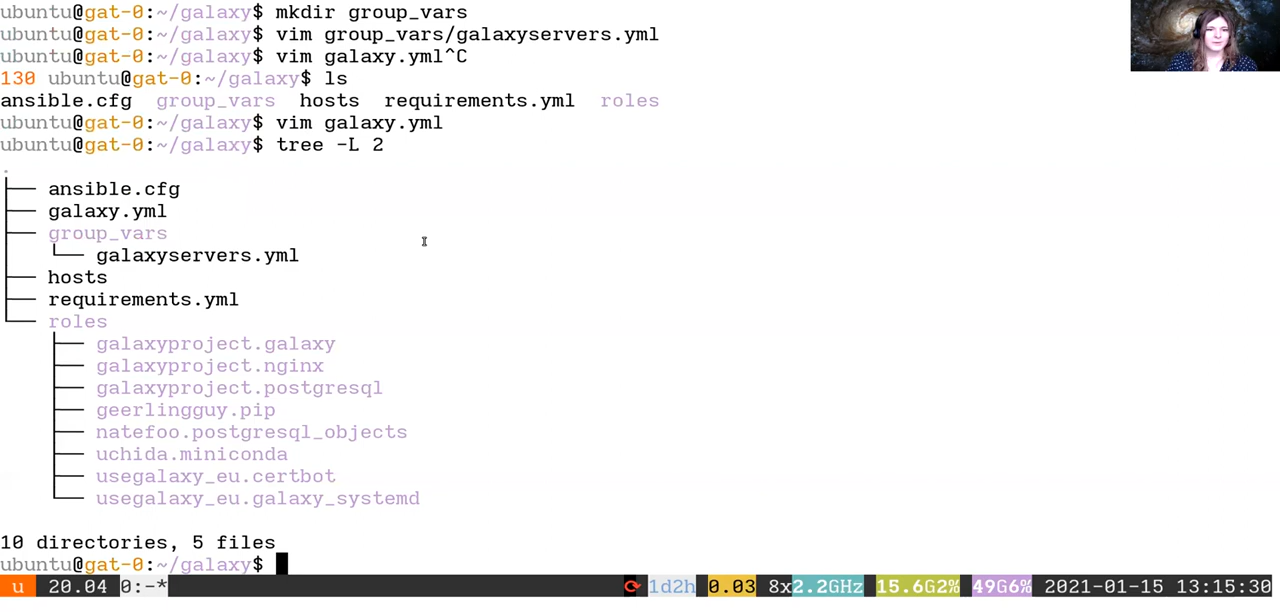 ubuntu@gat-0:~/galaxy$ mkdir group_vars
ubuntu@gat-0:~/galaxy$ vim group_vars/galaxyservers.yml
ubuntu@gat-0:~/galaxy$ vim galaxy.yml^C
130 ubuntu@gat-0:~/galaxy$ ls
ansible.cfg  group_vars  hosts  requirements.yml  roles
ubuntu@gat-0:~/galaxy$ vim galaxy.yml
ubuntu@gat-0:~/galaxy$ tree -L 2
.
├── ansible.cfg
├── galaxy.yml
├── group_vars
│   └── galaxyservers.yml
├── hosts
├── requirements.yml
└── roles
    ├── galaxyproject.galaxy
    ├── galaxyproject.nginx
    ├── galaxyproject.postgresql
    ├── geerlingguy.pip
    ├── natefoo.postgresql_objects
    ├── uchida.miniconda
    ├── usegalaxy_eu.certbot
    └── usegalaxy_eu.galaxy_systemd
10 directories, 5 files
ubuntu@gat-0:~/galaxy$
u 20.04 0:-* ⟳ 1d2h 0.03 8x2.2GHz 15.6G2% 49G6% 2021-01-15 13:15:30